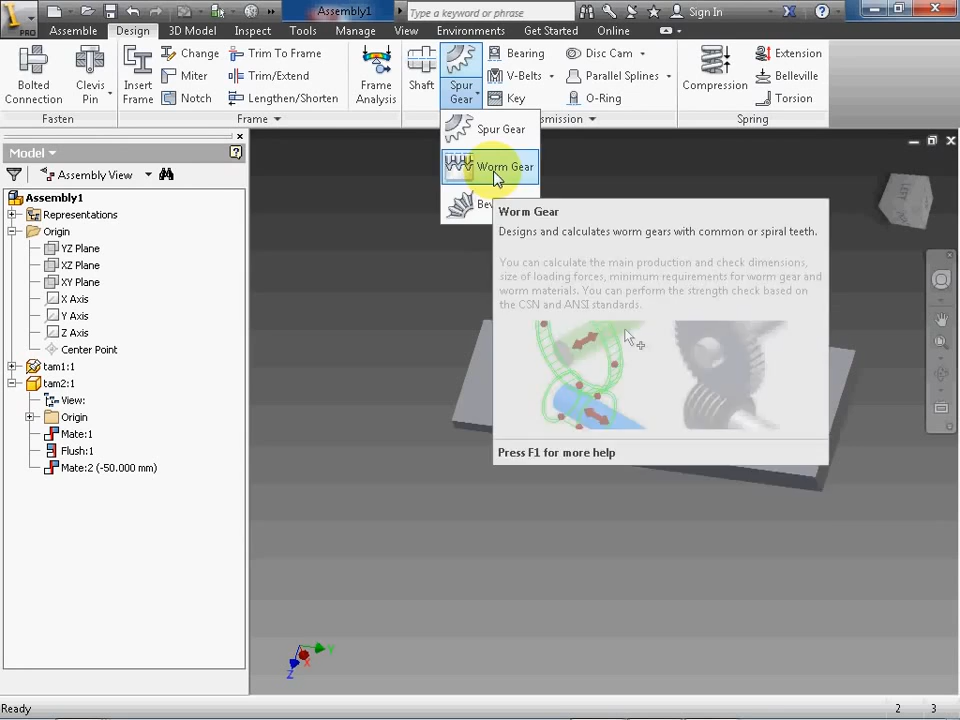 PRO
Assembly1
Type a keyword or phrase
Sign In
Assemble Design 3D Model Inspect Tools Manage View Environments Get Started Online
Bolted Connection
Clevis Pin
Insert Frame
Change
Miter
Notch
Trim To Frame
Trim/Extend
Lengthen/Shorten
Frame Analysis
Shaft
Spur Gear
Bearing
V-Belts
Key
Disc Cam
Parallel Splines
O-Ring
Compression
Extension
Belleville
Torsion
Fasten
Frame
smission
Spring
Spur Gear
Worm Gear
Be
Model
Assembly View
Assembly1
Representations
Origin
YZ Plane
XZ Plane
XY Plane
X Axis
Y Axis
Z Axis
Center Point
tam1:1
tam2:1
View:
Origin
Mate:1
Flush:1
Mate:2 (-50.000 mm)
Worm Gear
Designs and calculates worm gears with common or spiral teeth.
You can calculate the main production and check dimensions,
size of loading forces, minimum requirements for worm gear and
worm materials. You can perform the strength check based on
the CSN and ANSI standards.
Press F1 for more help
LEFT
Y
X
Z
Ready
2 3